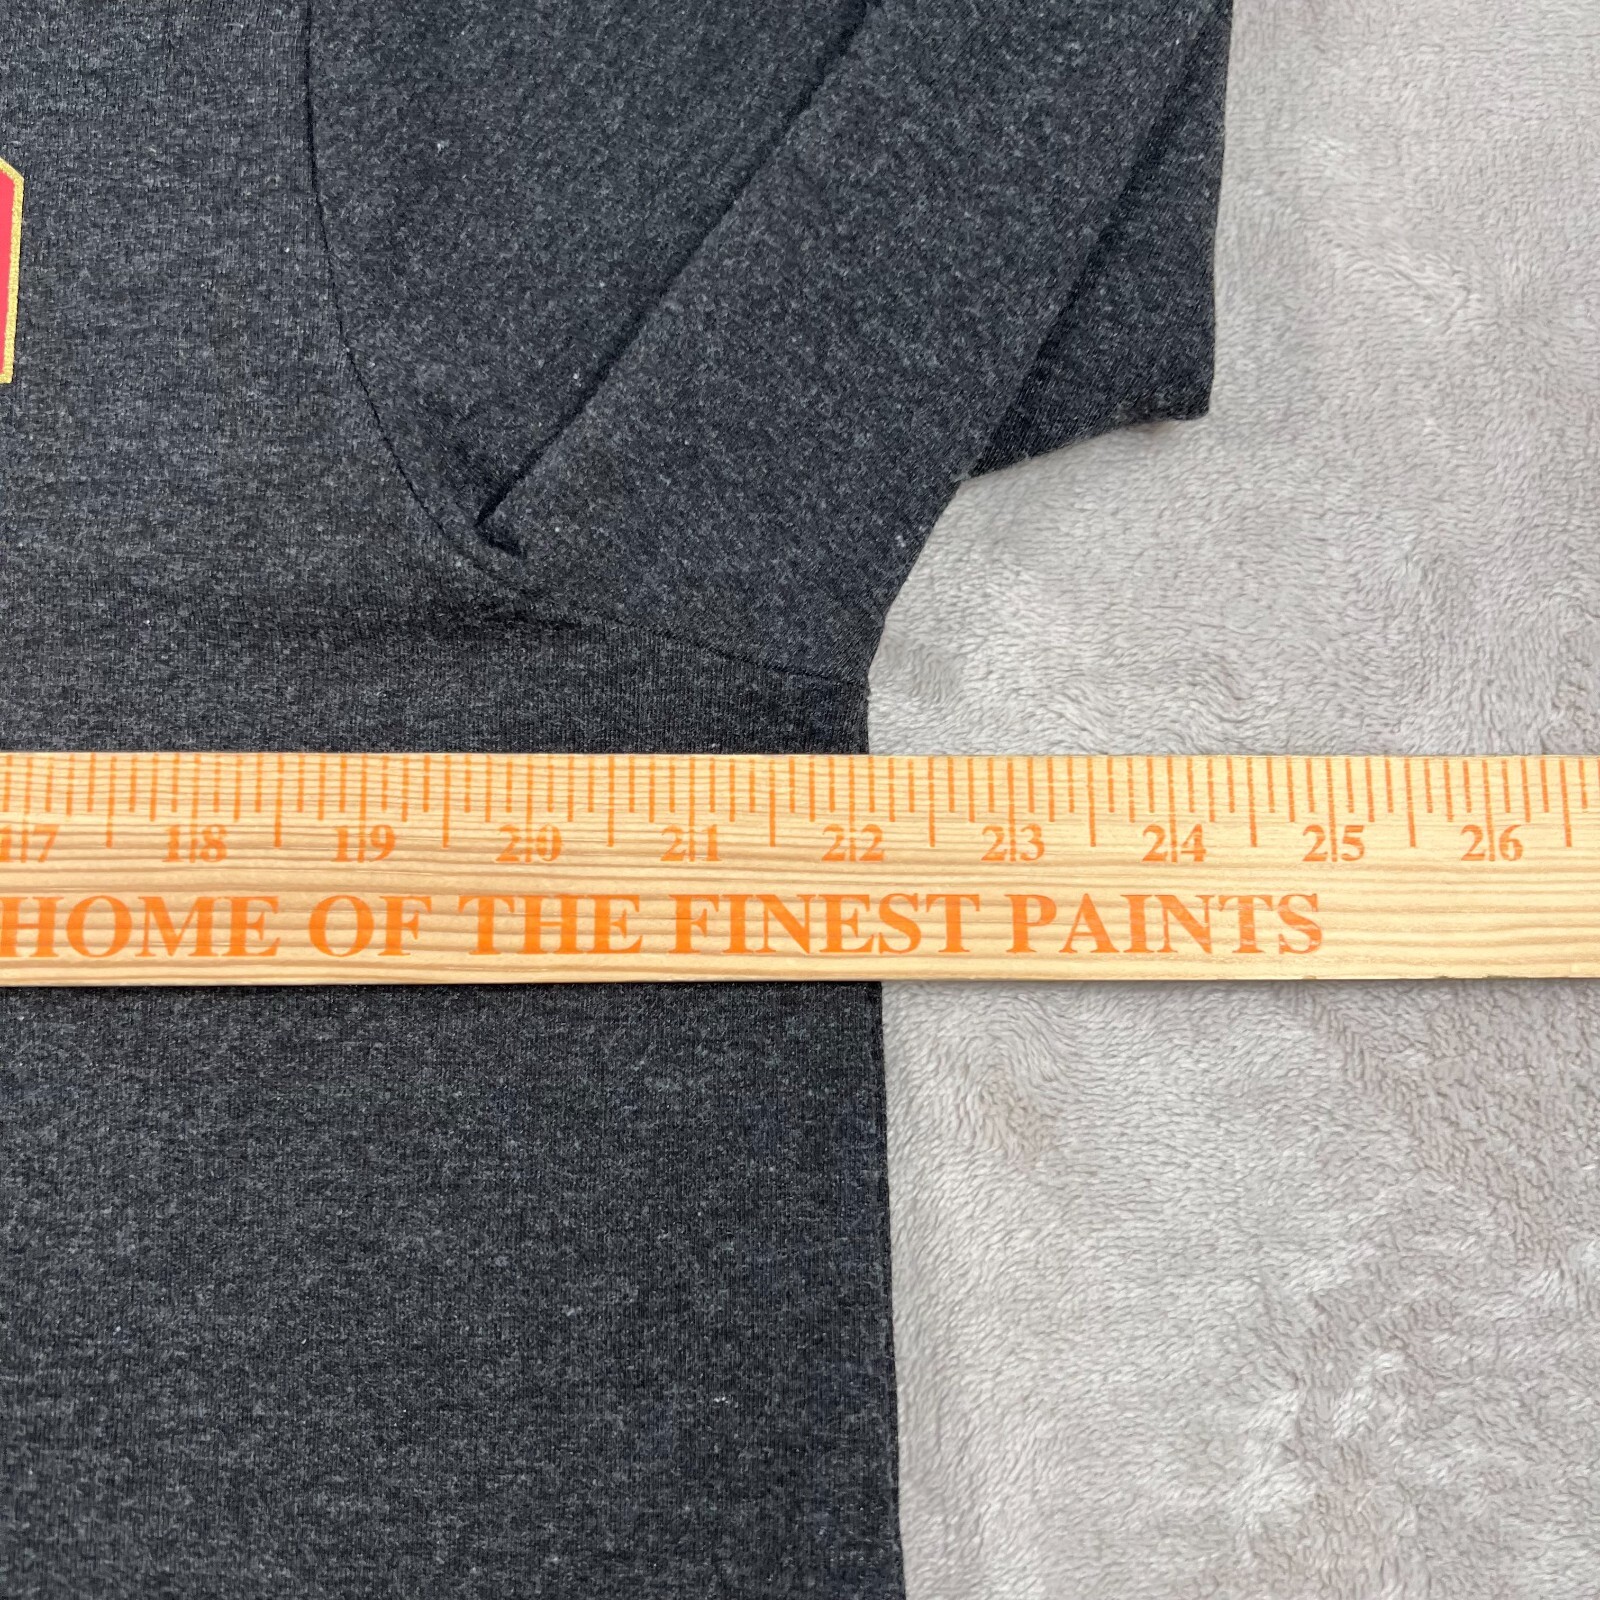 17 18 19 20 21 22 23 24 25 26
HOME OF THE FINEST PAINTS